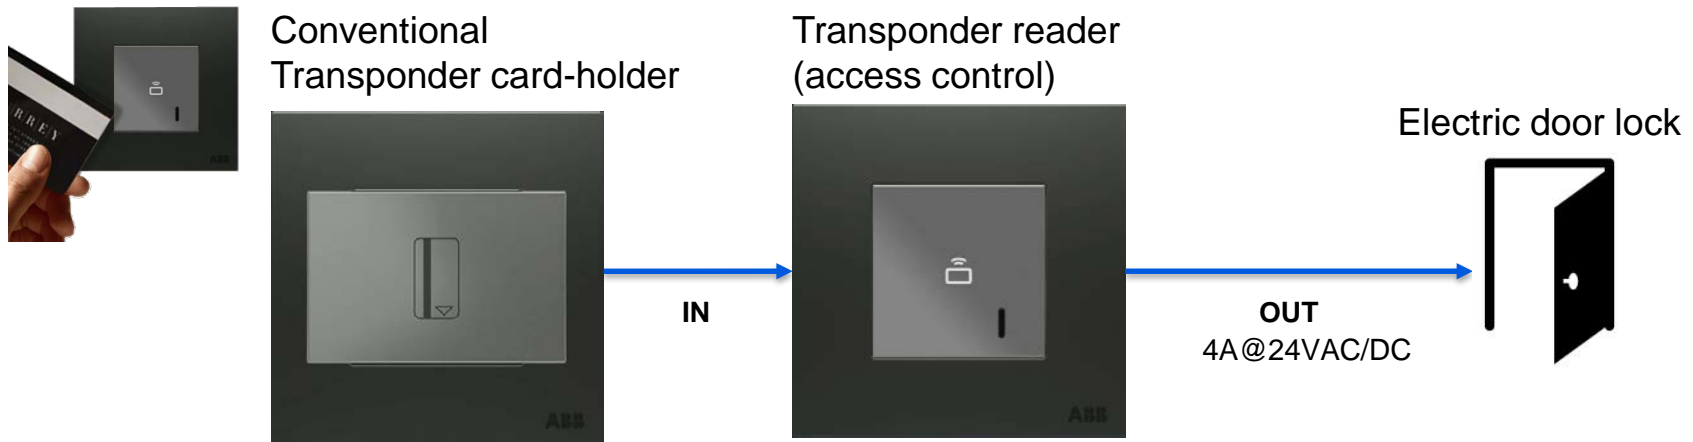 Conventional
Transponder card-holder
Transponder reader
(access control)
Electric door lock
RREY
ABB
ABB
ABB
IN
OUT
4A@24VAC/DC